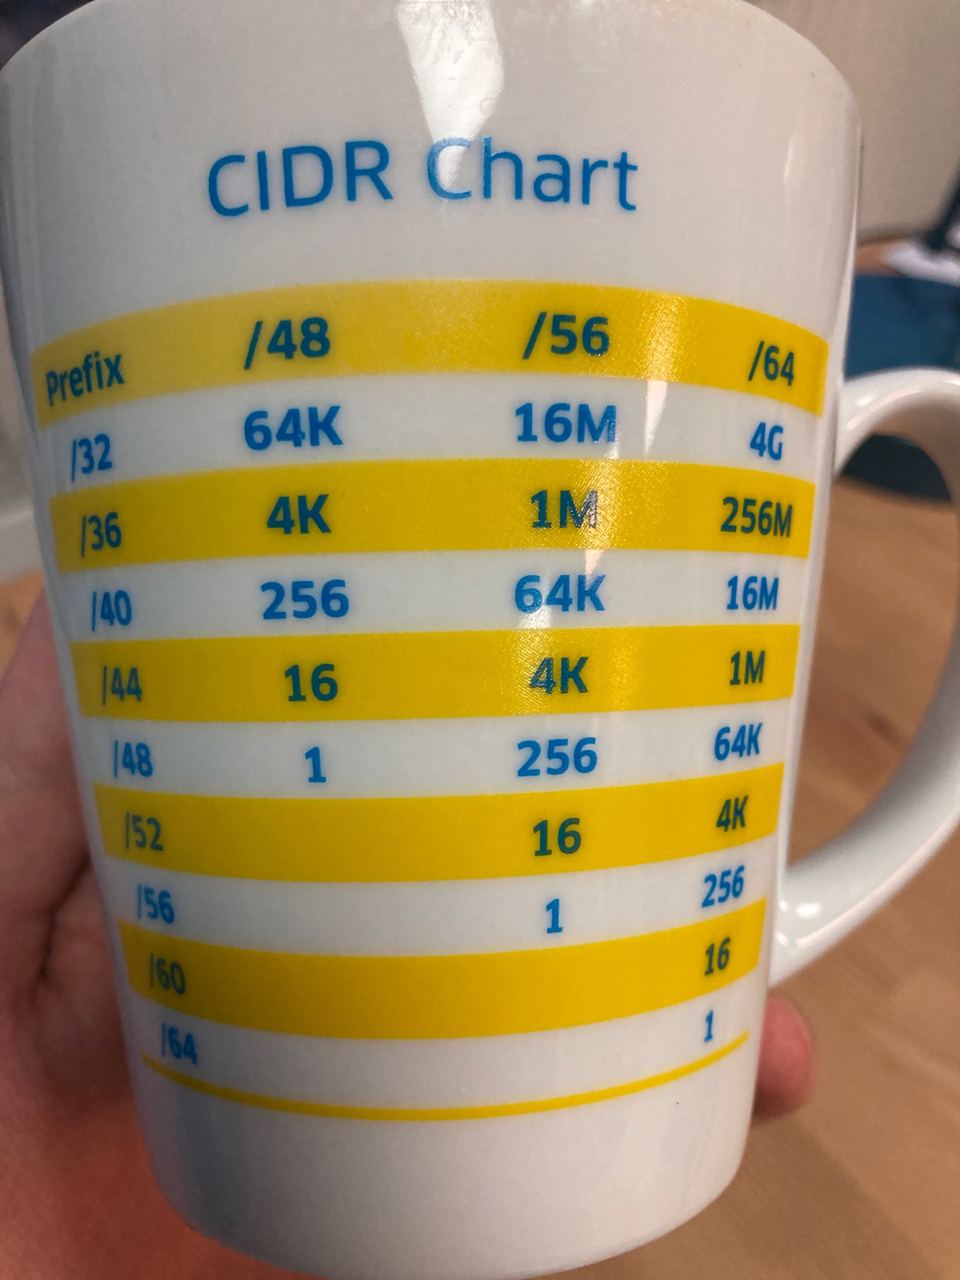 CIDR Chart
Prefix /48 /56 /64
/32 64K 16M 4G
/36 4K 1M 256M
/40 256 64K 16M
/44 16 4K 1M
/48 1 256 64K
/52 16 4K
/56 1 256
/60 16
/64 1